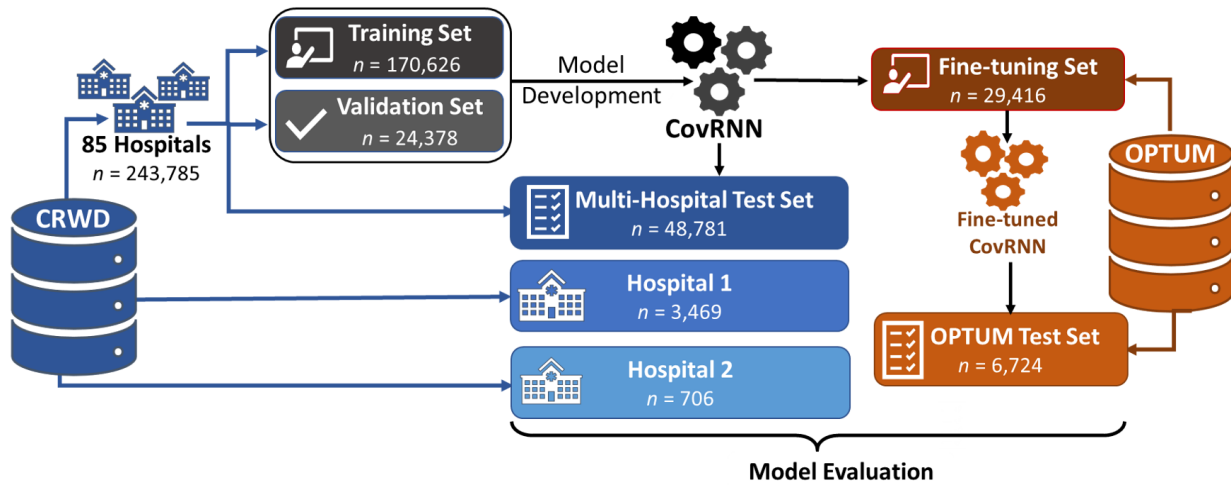 Training Set
n = 170,626
Validation Set
n = 24,378
85 Hospitals
n = 243,785
CRWD
Model
Development
CovRNN
Multi-Hospital Test Set
n = 48,781
Hospital 1
n = 3,469
Hospital 2
n = 706
Fine-tuning Set
n = 29,416
Fine-tuned
CovRNN
OPTUM
OPTUM Test Set
n = 6,724
Model Evaluation